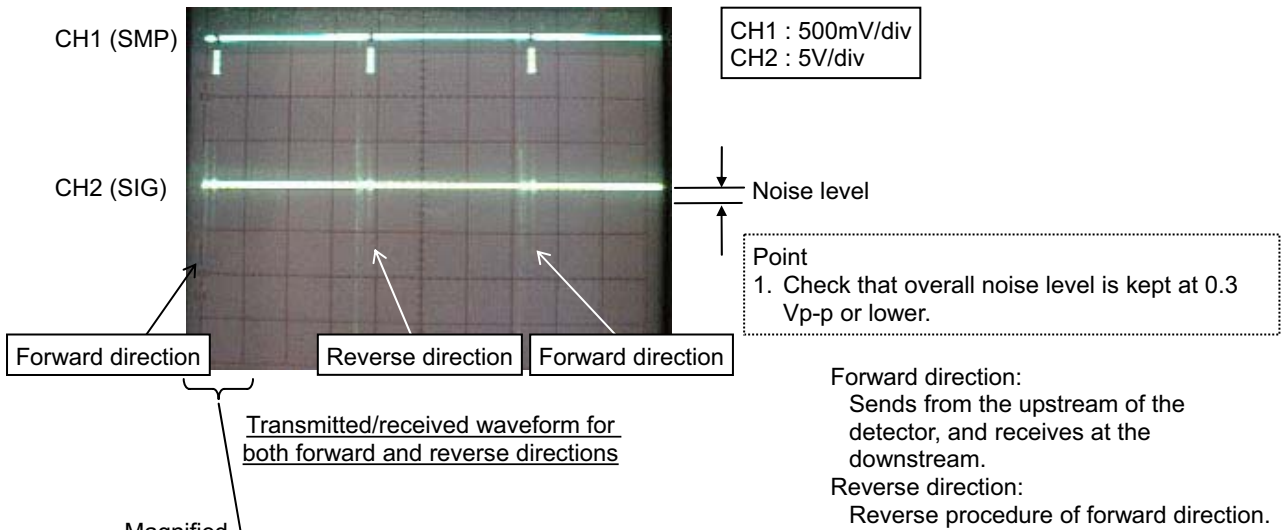 CH1 (SMP)
CH1 : 500mV/div
CH2 : 5V/div
CH2 (SIG)
Noise level
Point
1. Check that overall noise level is kept at 0.3
Vp-p or lower.
Forward direction
Reverse direction
Forward direction
Transmitted/received waveform for
both forward and reverse directions
Forward direction:
Sends from the upstream of the
detector, and receives at the
downstream.
Reverse direction:
Reverse procedure of forward direction.
Magnified